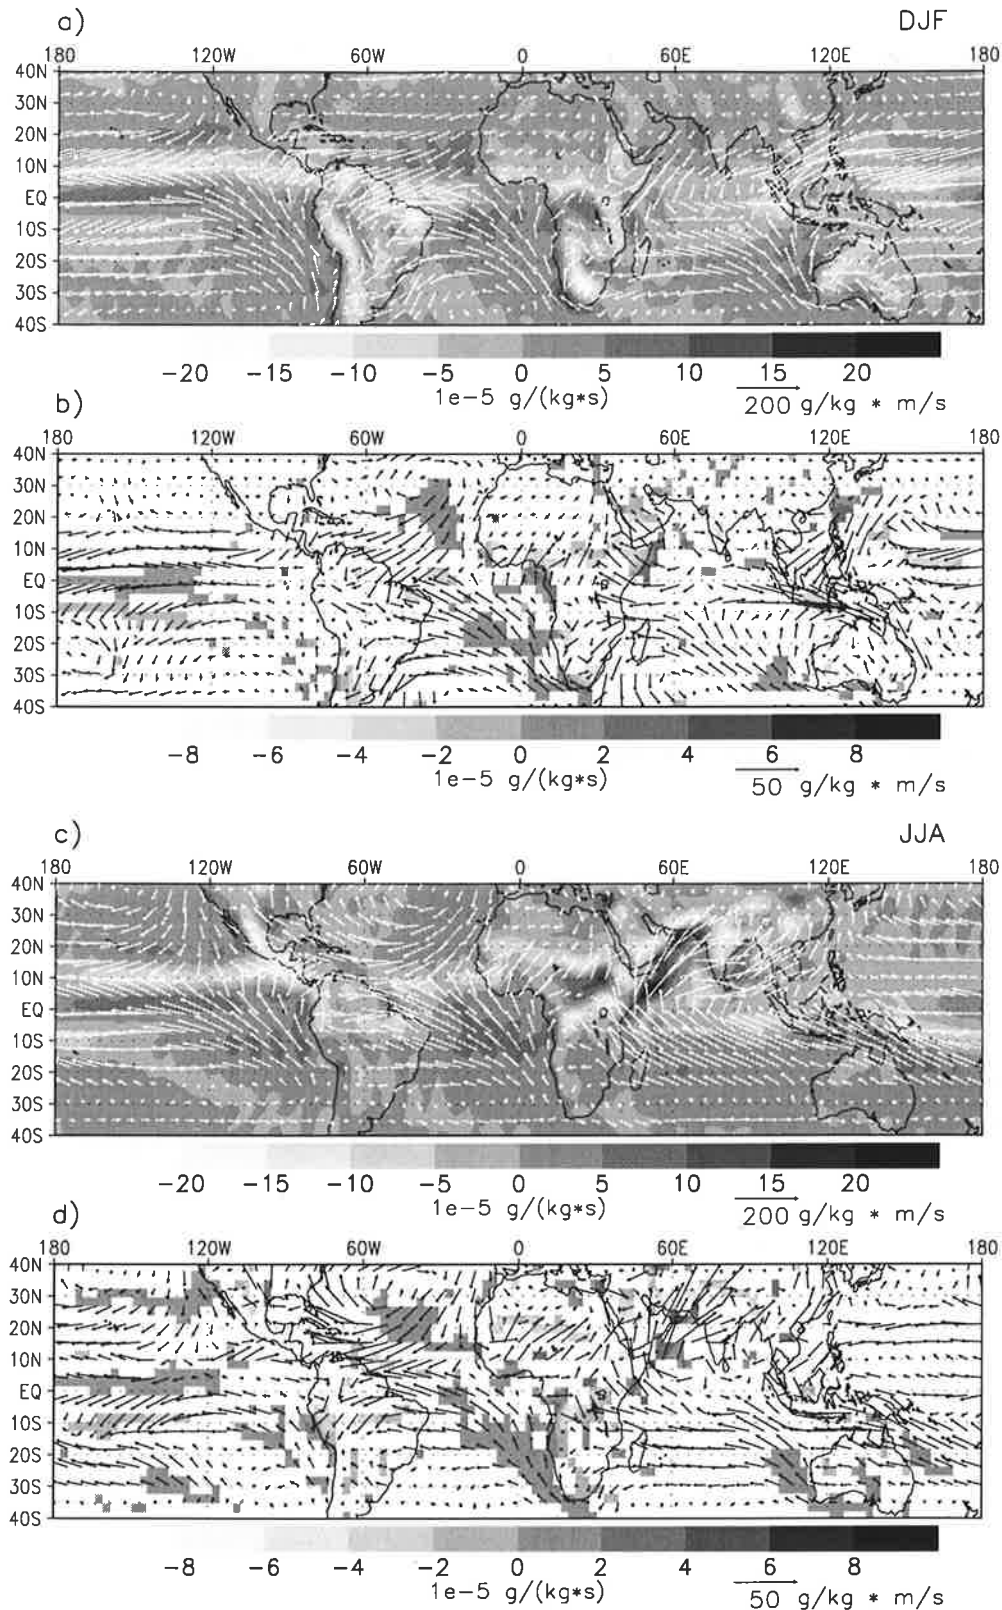 a) DJF
180 120W 60W 0 60E 120E 180
40N
30N
20N
10N
EQ
10S
20S
30S
40S
-20 -15 -10 -5 0 5 10 15 20
1e-5 g/(kg*s) 200 g/kg * m/s
b)
180 120W 60W 0 60E 120E 180
40N
30N
20N
10N
EQ
10S
20S
30S
40S
-8 -6 -4 -2 0 2 4 6 8
1e-5 g/(kg*s) 50 g/kg * m/s
c) JJA
180 120W 60W 0 60E 120E 180
40N
30N
20N
10N
EQ
10S
20S
30S
40S
-20 -15 -10 -5 0 5 10 15 20
1e-5 g/(kg*s) 200 g/kg * m/s
d)
180 120W 60W 0 60E 120E 180
40N
30N
20N
10N
EQ
10S
20S
30S
40S
-8 -6 -4 -2 0 2 4 6 8
1e-5 g/(kg*s) 50 g/kg * m/s